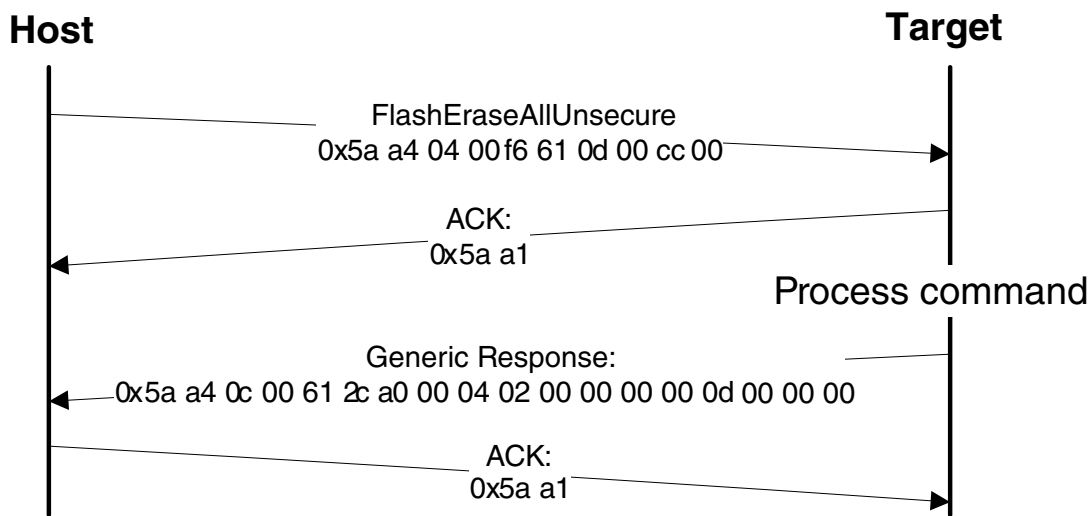 Host
Target
FlashEraseAllUnsecure
0x5a a4 04 00 f6 61 0d 00 cc 00
ACK:
0x5a a1
Process command
Generic Response:
0x5a a4 0c 00 61 2c a0 00 04 02 00 00 00 00 0d 00 00 00
ACK:
0x5a a1